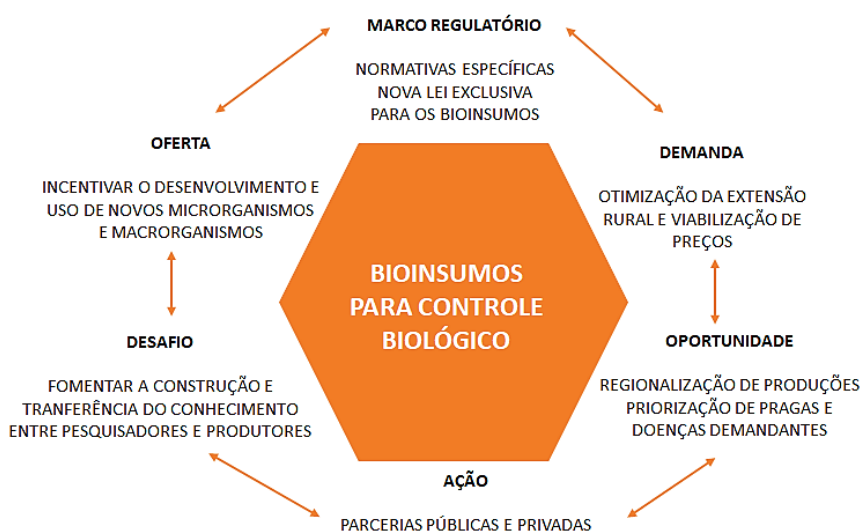 MARCO REGULATÓRIO
NORMATIVAS ESPECÍFICAS
NOVA LEI EXCLUSIVA
PARA OS BIOINSUMOS
OFERTA
INCENTIVAR O DESENVOLVIMENTO E
USO DE NOVOS MICRORGANISMOS
E MACRORGANISMOS
DEMANDA
OTIMIZAÇÃO DA EXTENSÃO
RURAL E VIABILIZAÇÃO DE
PREÇOS
BIOINSUMOS
PARA CONTROLE
BIOLÓGICO
DESAFIO
FOMENTAR A CONSTRUÇÃO E
TRANFERÊNCIA DO CONHECIMENTO
ENTRE PESQUISADORES E PRODUTORES
OPORTUNIDADE
REGIONALIZAÇÃO DE PRODUÇÕES
PRIORIZAÇÃO DE PRAGAS E
DOENÇAS DEMANDANTES
AÇÃO
PARCERIAS PÚBLICAS E PRIVADAS